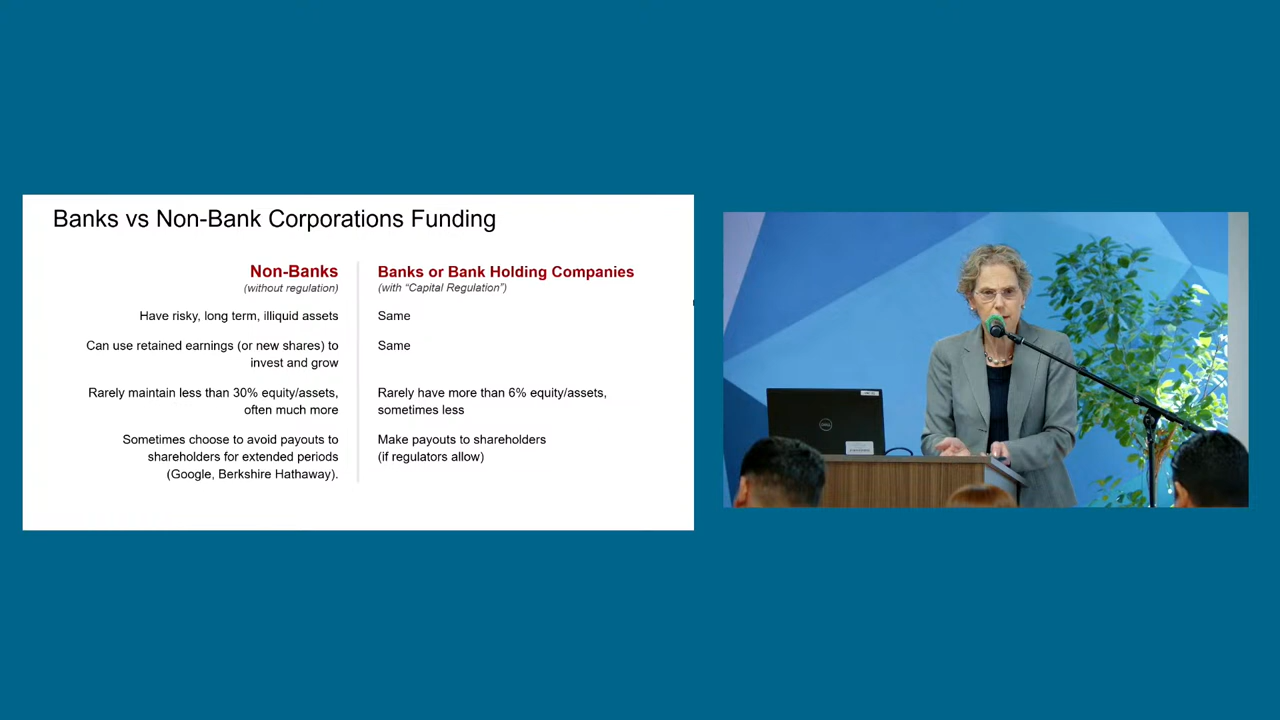 Banks vs Non-Bank Corporations Funding
Non-Banks
(without regulation)
Banks or Bank Holding Companies
(with “Capital Regulation”)
Have risky, long term, illiquid assets
Same
Can use retained earnings (or new shares) to
invest and grow
Same
Rarely maintain less than 30% equity/assets,
often much more
Rarely have more than 6% equity/assets,
sometimes less
Sometimes choose to avoid payouts to
shareholders for extended periods
(Google, Berkshire Hathaway).
Make payouts to shareholders
(if regulators allow)
DELL